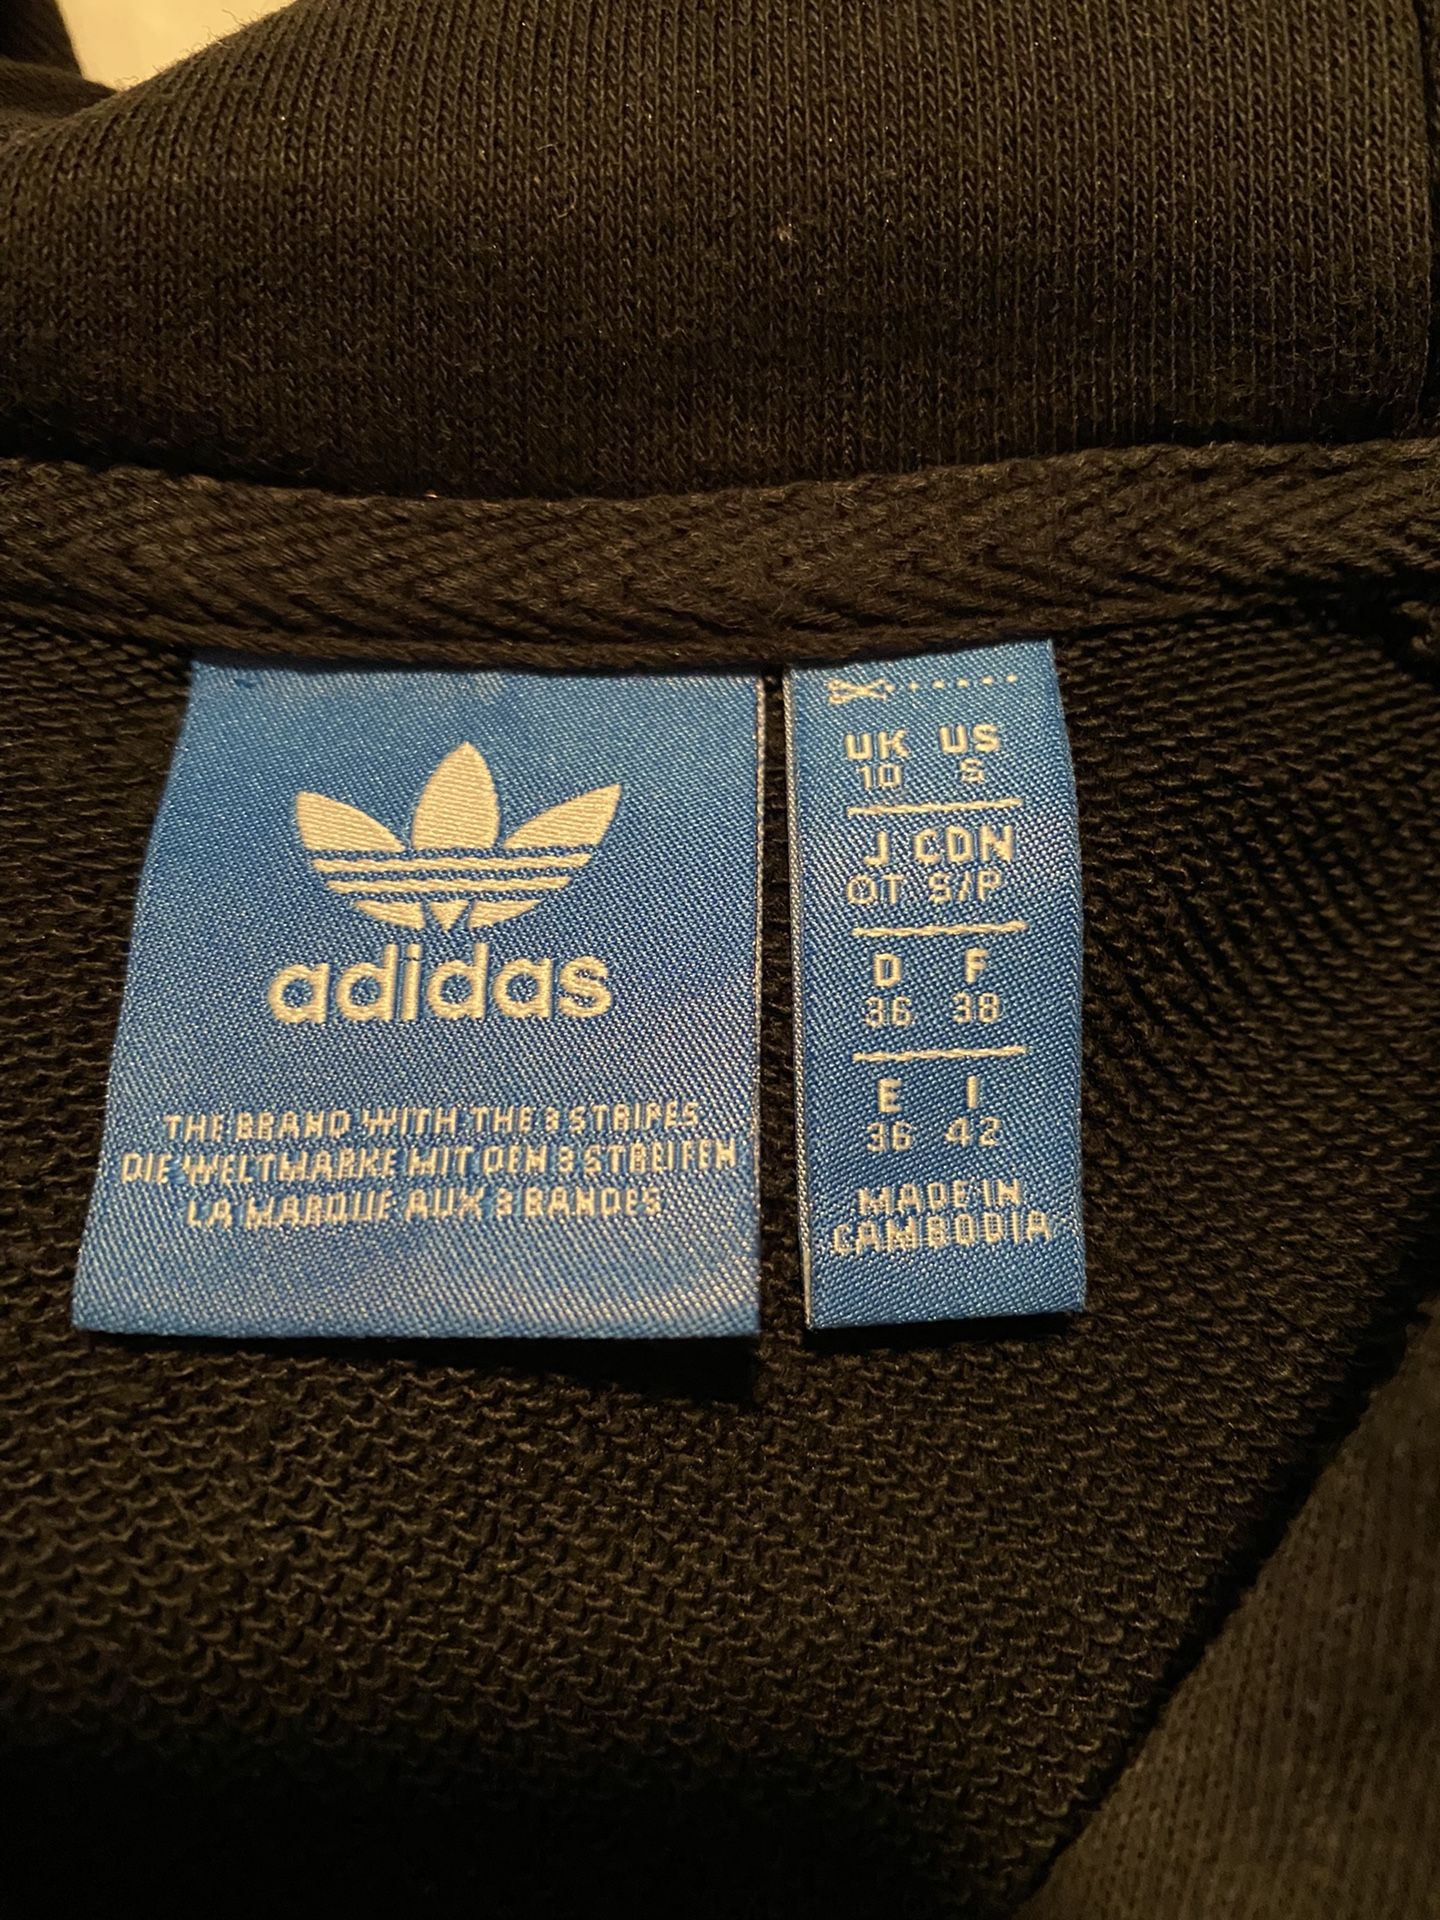 adidas
THE BRAND WITH THE 3 STRIPES
DIE WELTMARKE MIT DEN 3 STREIFEN
LA MARQUE AUX 3 BANDES
UK US
10 S
J CDN
OT S/P
D F
36 38
E I
36 42
MADE IN
CAMBODIA